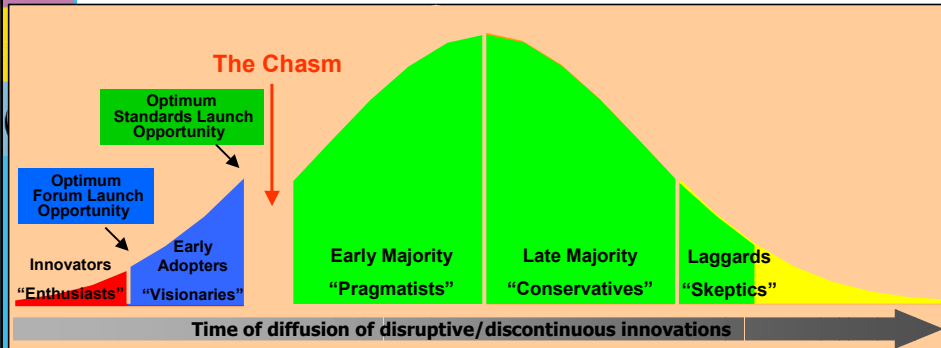 The Chasm
Optimum
Standards Launch
Opportunity
Optimum
Forum Launch
Opportunity
Innovators
"Enthusiasts"
Early
Adopters
"Visionaries"
Early Majority
"Pragmatists"
Late Majority
"Conservatives"
Laggards
"Skeptics"
Time of diffusion of disruptive/discontinuous innovations